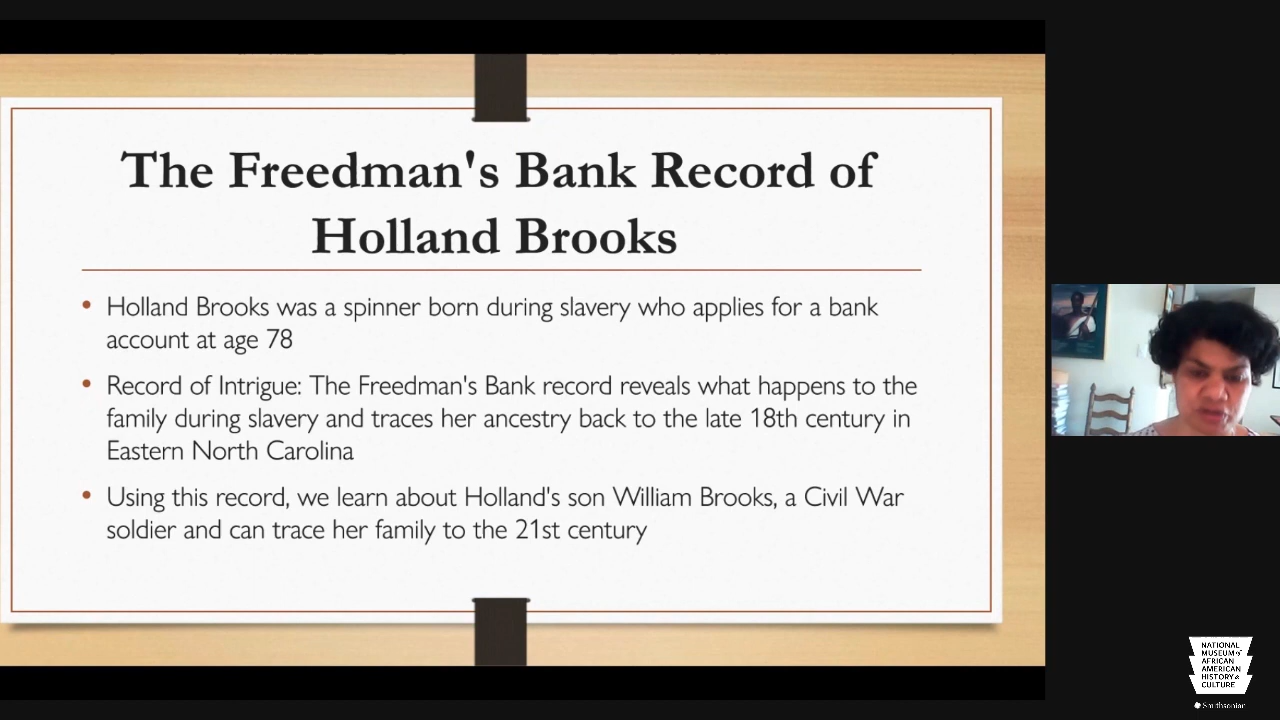 The Freedman's Bank Record of
Holland Brooks
• Holland Brooks was a spinner born during slavery who applies for a bank
account at age 78
• Record of Intrigue: The Freedman's Bank record reveals what happens to the
family during slavery and traces her ancestry back to the late 18th century in
Eastern North Carolina
• Using this record, we learn about Holland's son William Brooks, a Civil War
soldier and can trace her family to the 21st century
NATIONAL
MUSEUM of
AFRICAN
AMERICAN
HISTORY &
CULTURE
Smithsonian